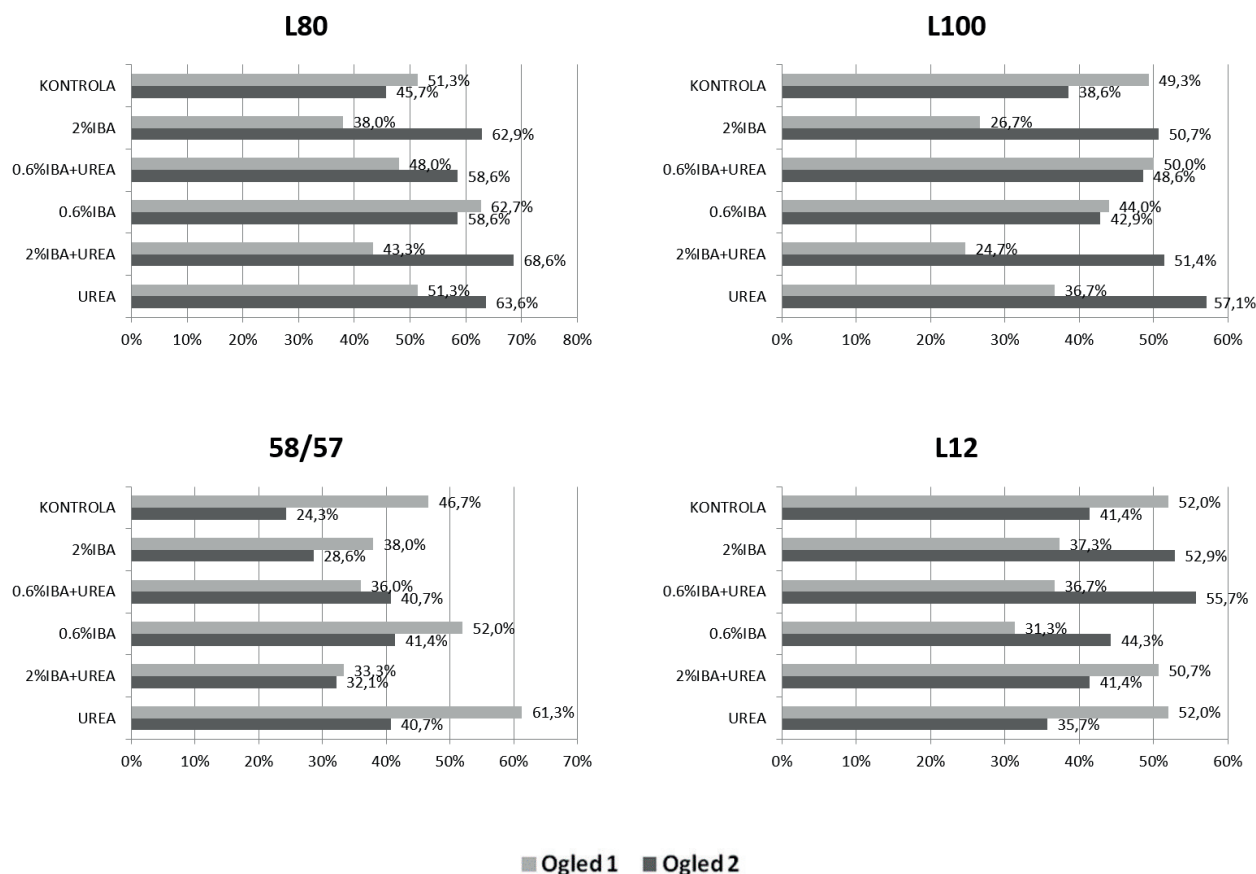 L80
KONTROLA
51,3%
45,7%
2%IBA
38,0%
62,9%
0.6%IBA+UREA
48,0%
58,6%
0.6%IBA
62,7%
58,6%
2%IBA+UREA
43,3%
68,6%
UREA
51,3%
63,6%
0% 10% 20% 30% 40% 50% 60% 70% 80%
L100
KONTROLA
49,3%
38,6%
2%IBA
26,7%
50,7%
0.6%IBA+UREA
50,0%
48,6%
0.6%IBA
44,0%
42,9%
2%IBA+UREA
24,7%
51,4%
UREA
36,7%
57,1%
0% 10% 20% 30% 40% 50% 60%
58/57
KONTROLA
46,7%
24,3%
2%IBA
38,0%
28,6%
0.6%IBA+UREA
36,0%
40,7%
0.6%IBA
52,0%
41,4%
2%IBA+UREA
33,3%
32,1%
UREA
61,3%
40,7%
0% 10% 20% 30% 40% 50% 60% 70%
L12
KONTROLA
52,0%
41,4%
2%IBA
37,3%
52,9%
0.6%IBA+UREA
36,7%
55,7%
0.6%IBA
31,3%
44,3%
2%IBA+UREA
50,7%
41,4%
UREA
52,0%
35,7%
0% 10% 20% 30% 40% 50% 60%
Ogled 1 Ogled 2